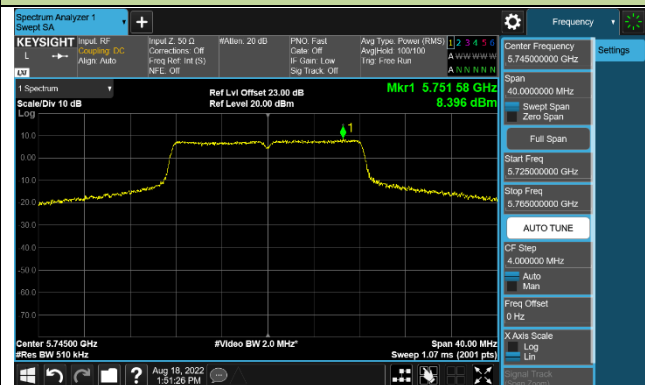 Spectrum Analyzer 1
Swept SA
Frequency
KEYSIGHT
Input: RF
Coupling: DC
Align: Auto
Input Z: 50 Ω
Corrections: Off
Freq Ref: Int (S)
NFE: Off
#Atten: 20 dB
PNO: Fast
Gate: Off
IF Gain: Low
Sig Track: Off
Avg Type: Power (RMS)
Avg|Hold: 100/100
Trig: Free Run
1 2 3 4 5 6
A W W W W W
A N N N N N
L
LXI
Center Frequency
5.745000000 GHz
Settings
Span
40.0000000 MHz
Swept Span
Zero Span
Full Span
Start Freq
5.725000000 GHz
Stop Freq
5.765000000 GHz
AUTO TUNE
CF Step
4.000000 MHz
Auto
Man
Freq Offset
0 Hz
X Axis Scale
Log
Lin
Signal Track
(Span Zoom)
1 Spectrum
Scale/Div 10 dB
Log
Ref Lvl Offset 23.00 dB
Ref Level 20.00 dBm
Mkr1 5.751 58 GHz
8.396 dBm
1
10.0
0.00
-10.0
-20.0
-30.0
-40.0
-50.0
-60.0
-70.0
Center 5.74500 GHz
#Res BW 510 kHz
#Video BW 2.0 MHz*
Span 40.00 MHz
Sweep 1.07 ms (2001 pts)
Aug 18, 2022
1:51:26 PM